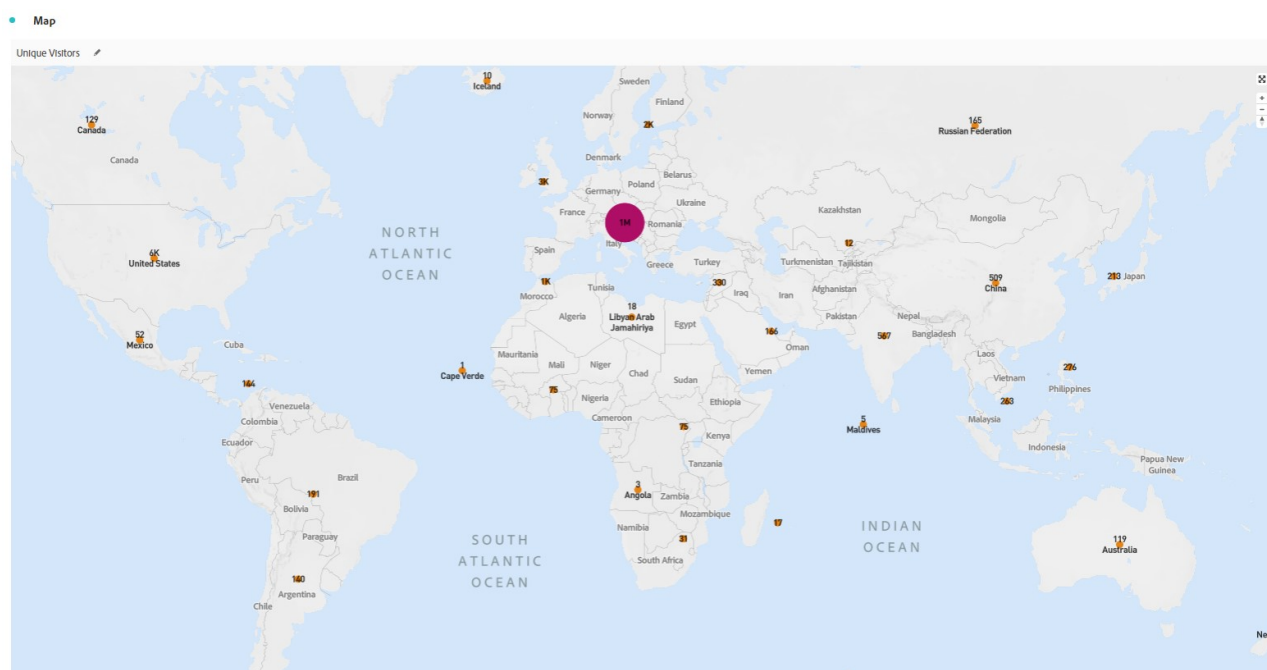 Map
Unique Visitors
10
Iceland
Sweden
Finland
129
Canada
Norway
2K
165
Russian Federation
Canada
Denmark
Belarus
3K
Poland
Germany
Ukraine
Kazakhstan
France
1M
Romania
Mongolia
NORTH
ATLANTIC
OCEAN
Italy
12
Spain
6K
United States
Greece
Turkey
Turkmenistan
Tajikistan
213
Japan
509
China
1K
Morocco
Tunisia
330
Iraq
Iran
Afghanistan
18
Libyan Arab
Jamahiriya
Algeria
Egypt
Pakistan
Nepal
52
Mexico
Cuba
166
567
Bangladesh
Oman
Mauritania
Laos
1
Cape Verde
Mali
Niger
Chad
Sudan
Yemen
276
Philippines
164
75
Vietnam
Venezuela
Nigeria
Ethiopia
263
Colombia
Cameroon
75
5
Maldives
Malaysia
Ecuador
Kenya
Indonesia
Papua New
Guinea
Peru
Brazil
Tanzania
3
Angola
191
Zambia
Bolivia
Mozambique
17
INDIAN
OCEAN
Namibia
Paraguay
SOUTH
ATLANTIC
OCEAN
31
119
Australia
South Africa
140
Argentina
Chile
Ne